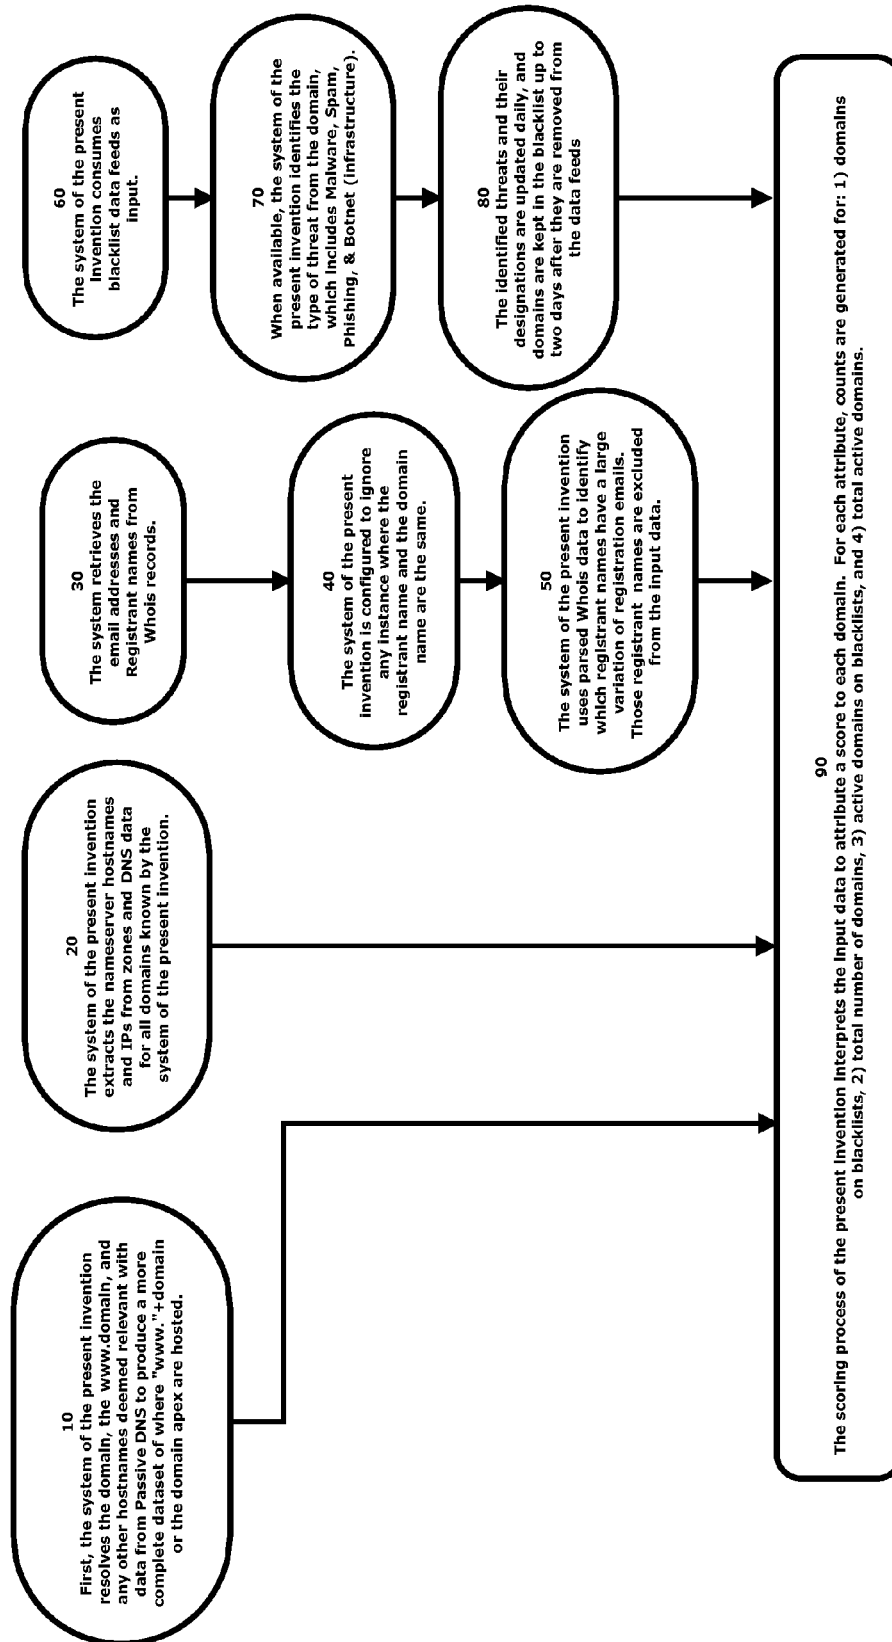 10
First, the system of the present invention
resolves the domain, the www.domain, and
any other hostnames deemed relevant with
data from Passive DNS to produce a more
complete dataset of where "www."+domain
or the domain apex are hosted.
20
The system of the present invention
extracts the nameserver hostnames
and IPs from zones and DNS data
for all domains known by the
system of the present invention.
30
The system retrieves the
email addresses and
Registrant names from
Whois records.
40
The system of the present
invention is configured to ignore
any instance where the
registrant name and the domain
name are the same.
50
The system of the present invention
uses parsed Whois data to identify
which registrant names have a large
variation of registration emails.
Those registrant names are excluded
from the input data.
60
The system of the present
Invention consumes
blacklist data feeds as
input.
70
When available, the system of the
present invention identifies the
type of threat from the domain,
which includes Malware, Spam,
Phishing, & Botnet (infrastructure).
80
The identified threats and their
designations are updated daily, and
domains are kept in the blacklist up to
two days after they are removed from
the data feeds
90
The scoring process of the present invention interprets the input data to attribute a score to each domain. For each attribute, counts are generated for: 1) domains
on blacklists, 2) total number of domains, 3) active domains on blacklists, and 4) total active domains.